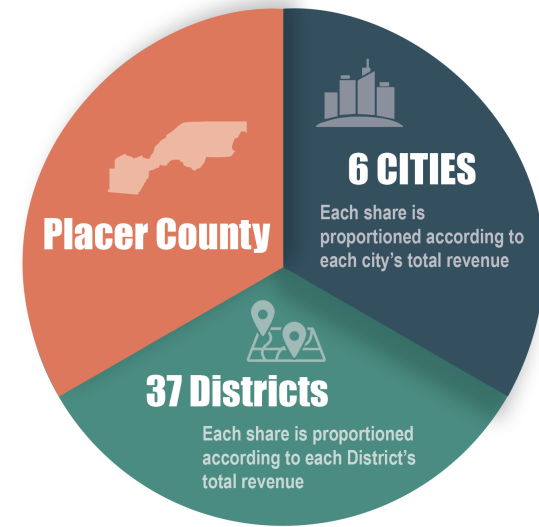 6 CITIES
Each share is
proportioned according to
each city's total revenue
Placer County
37 Districts
Each share is proportioned
according to each District's
total revenue